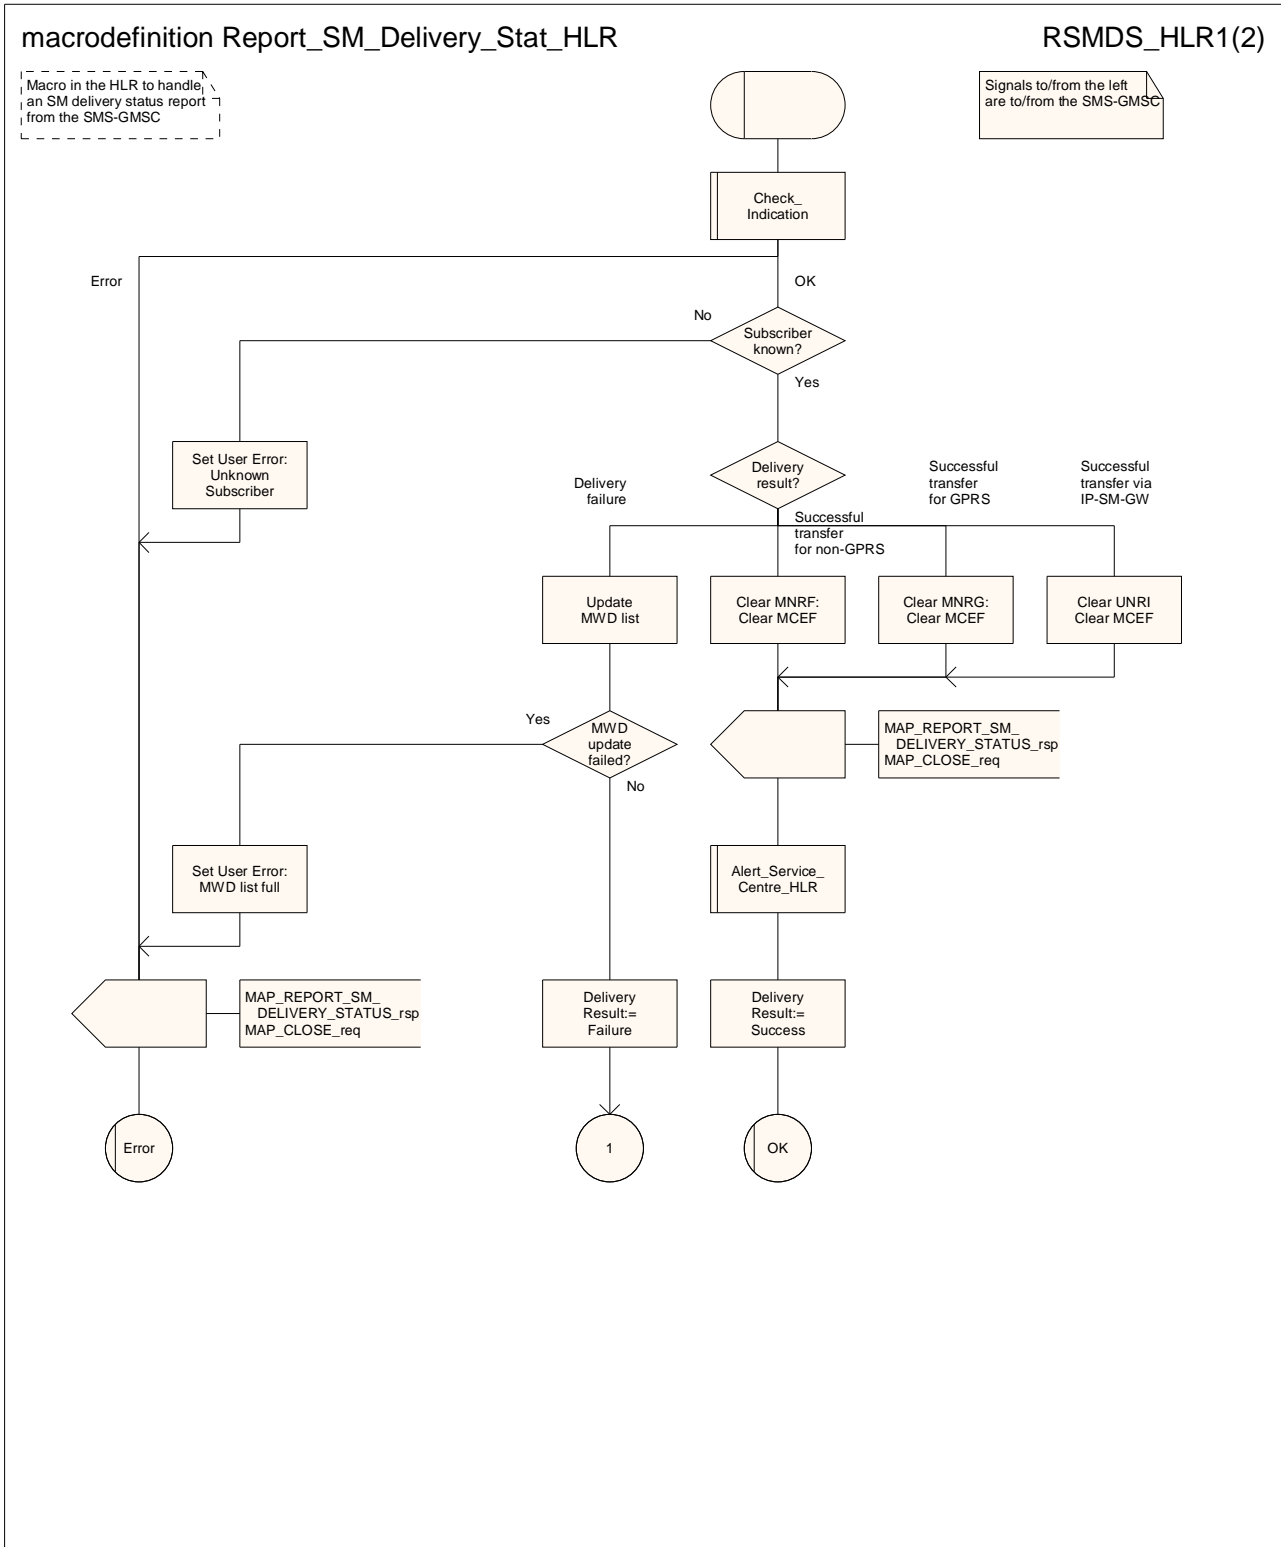 macrodefinition Report_SM_Delivery_Stat_HLR
RSMDS_HLR1(2)
Macro in the HLR to handle
an SM delivery status report
from the SMS-GMSC
Signals to/from the left
are to/from the SMS-GMSC
Check_
Indication
Error
OK
No
Subscriber
known?
Yes
Set User Error:
Unknown
Subscriber
Delivery
result?
Delivery
failure
Successful
transfer
for non-GPRS
Successful
transfer
for GPRS
Successful
transfer via
IP-SM-GW
Update
MWD list
Clear MNRF:
Clear MCEF
Clear MNRG:
Clear MCEF
Clear UNRI
Clear MCEF
Yes
MWD
update
failed?
No
MAP_REPORT_SM_
DELIVERY_STATUS_rsp
MAP_CLOSE_req
Set User Error:
MWD list full
Alert_Service_
Centre_HLR
MAP_REPORT_SM_
DELIVERY_STATUS_rsp
MAP_CLOSE_req
Delivery
Result:=
Failure
Delivery
Result:=
Success
Error
1
OK